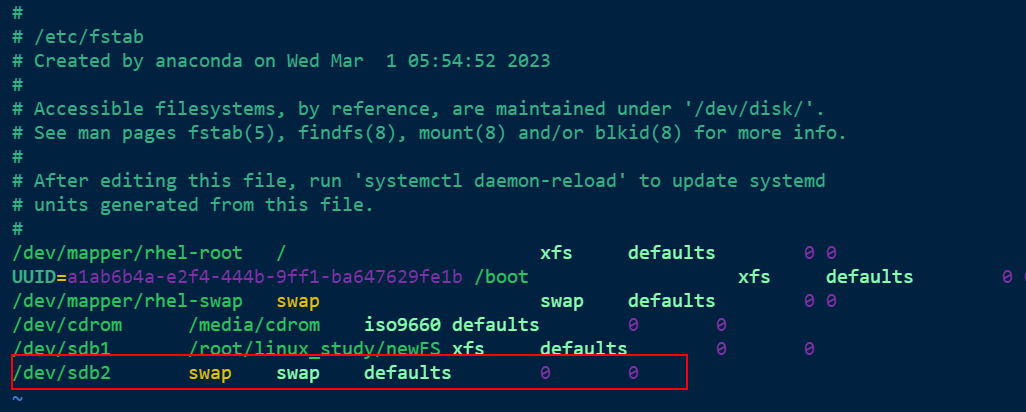 #
# /etc/fstab
# Created by anaconda on Wed Mar  1 05:54:52 2023
#
# Accessible filesystems, by reference, are maintained under '/dev/disk/'.
# See man pages fstab(5), findfs(8), mount(8) and/or blkid(8) for more info.
#
# After editing this file, run 'systemctl daemon-reload' to update systemd
# units generated from this file.
#
/dev/mapper/rhel-root   /                       xfs     defaults        0 0
UUID=a1ab6b4a-e2f4-444b-9ff1-ba647629fe1b /boot                   xfs     defaults        0
/dev/mapper/rhel-swap   swap                    swap    defaults        0 0
/dev/cdrom      /media/cdrom    iso9660 defaults        0       0
/dev/sdb1       /root/linux_study/newFS xfs     defaults        0       0
/dev/sdb2       swap    swap    defaults        0       0
~